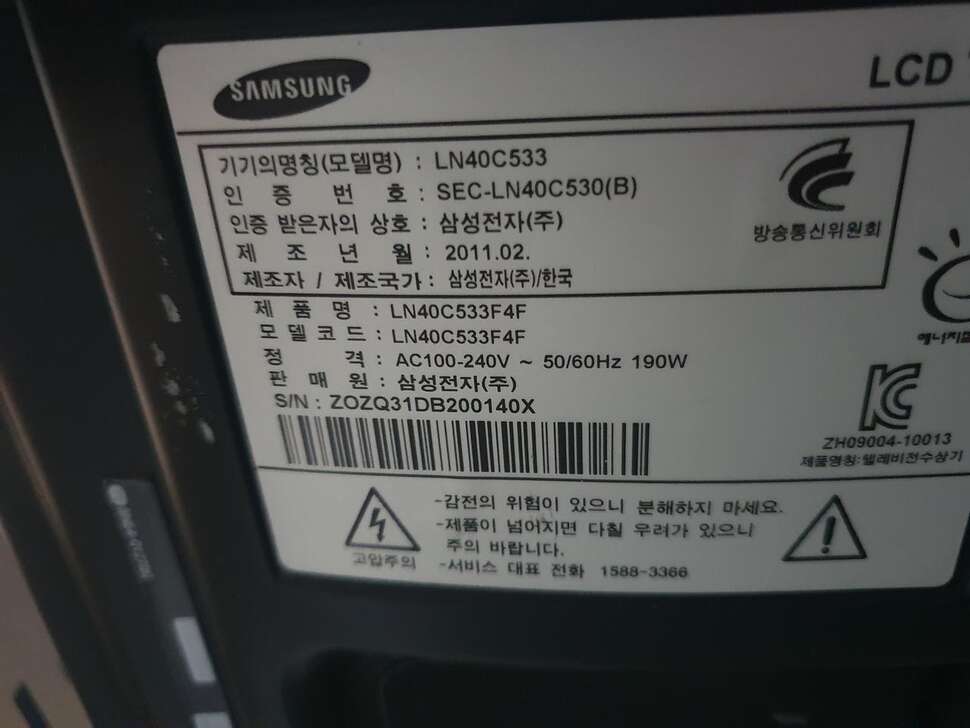 SAMSUNG
LCD
기기의명칭(모델명) : LN40C533
인 증 번 호 : SEC-LN40C530(B)
인증 받은자의 상호 : 삼성전자(주)
제 조 년 월 : 2011.02.
제조자 / 제조국가 : 삼성전자(주)/한국
방송통신위원회
제 품 명 : LN40C533F4F
모 델 코 드 : LN40C533F4F
정 격 : AC100-240V ~ 50/60Hz 190W
판 매 원 : 삼성전자(주)
S/N : ZOZQ31DB200140X
ZH09004-10013
제품명칭:텔레비전수상기
고압주의
-감전의 위험이 있으니 분해하지 마세요.
-제품이 넘어지면 다칠 우려가 있으니
주의 바랍니다.
-서비스 대표 전화 1588-3366